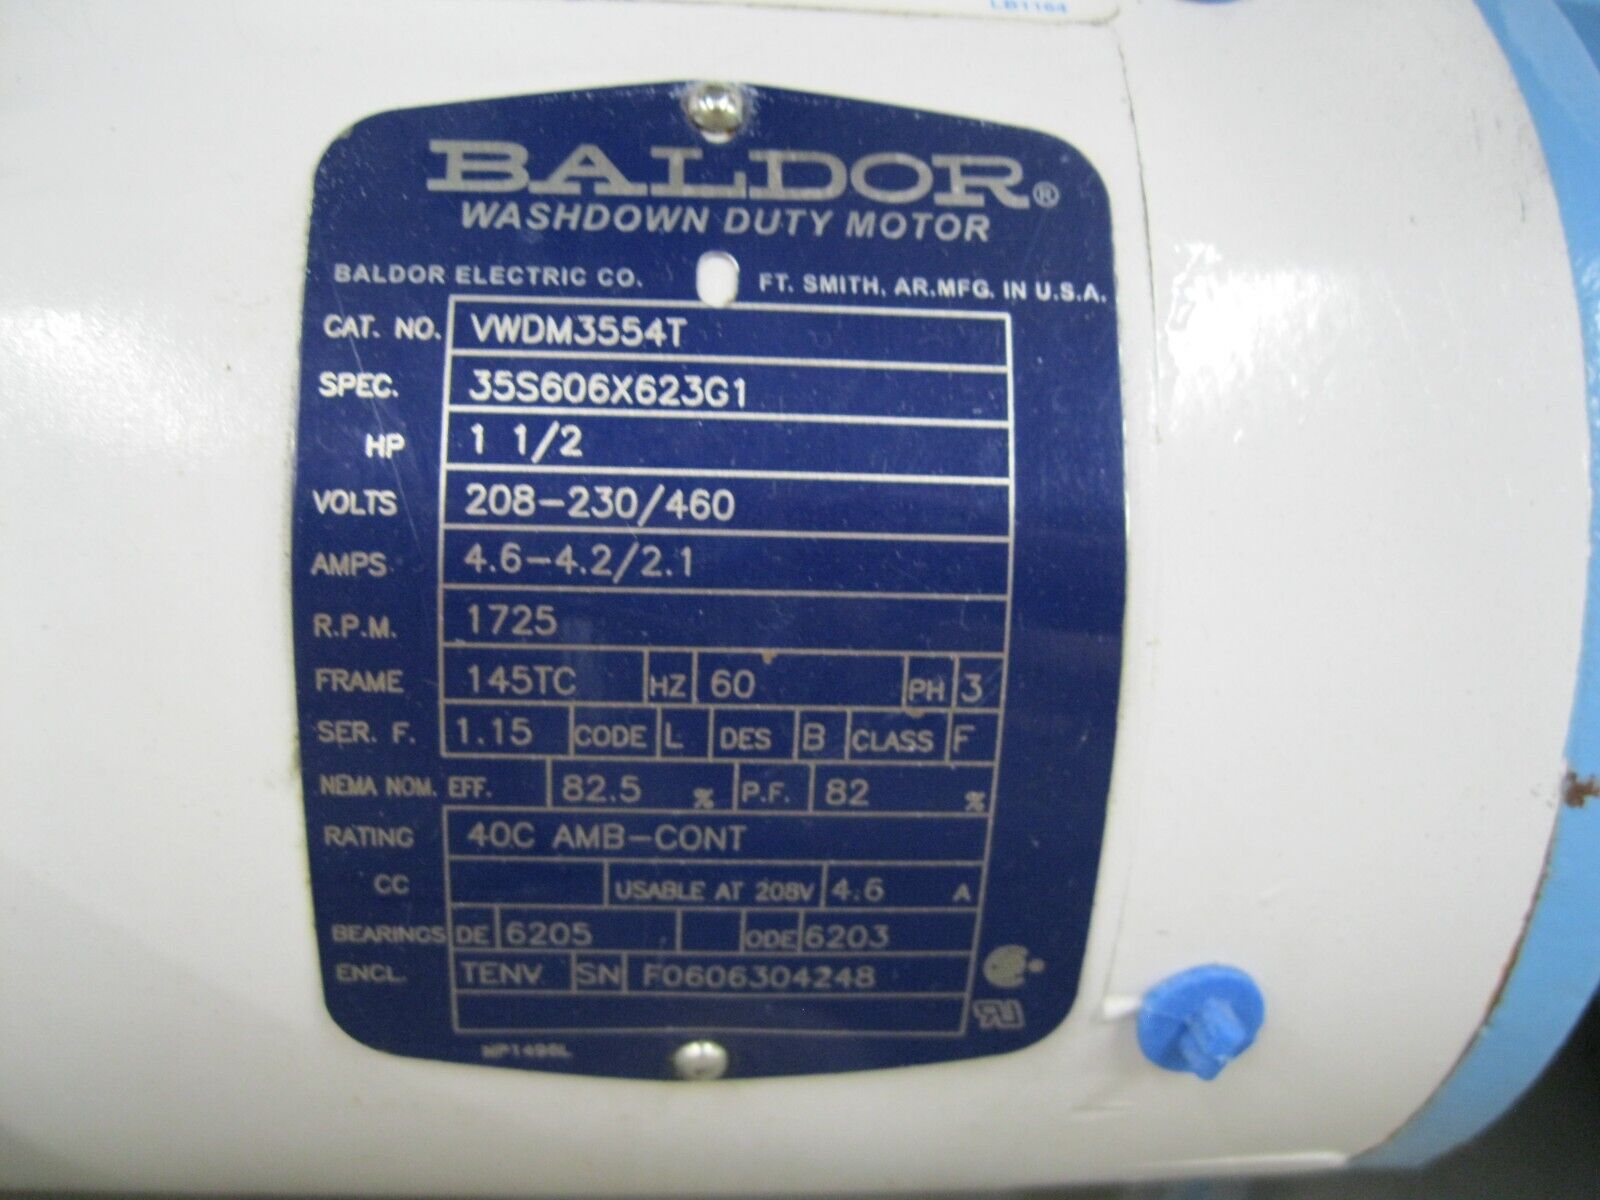 LB1164
BALDOR®
WASHDOWN DUTY MOTOR
BALDOR ELECTRIC CO. FT. SMITH, AR. MFG. IN U.S.A.
CAT. NO. VWDM3554T
SPEC. 35S606X623G1
HP 1 1/2
VOLTS 208-230/460
AMPS 4.6-4.2/2.1
R.P.M. 1725
FRAME 145TC HZ 60 PH 3
SER. F. 1.15 CODE L DES B CLASS F
NEMA NOM. EFF. 82.5 % P.F. 82 %
RATING 40C AMB-CONT
CC USABLE AT 208V 4.6 A
BEARINGS DE 6205 ODE 6203
ENCL. TENV SN F0606304248
NP1496L